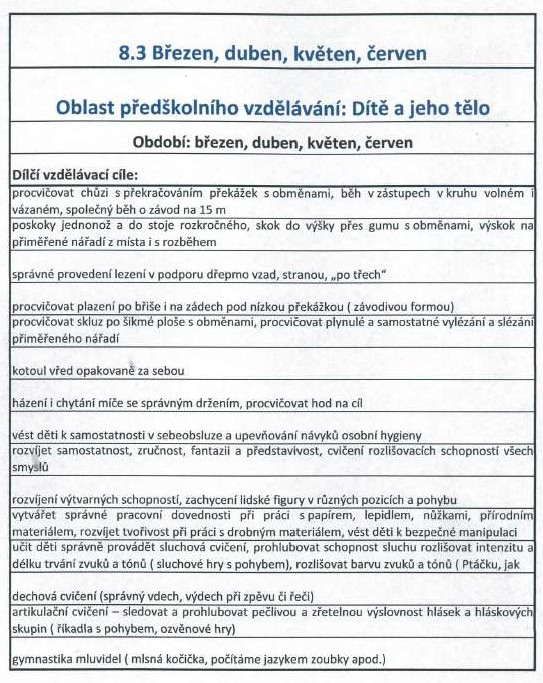 8.3 Březen, duben, květen, červen
Oblast předškolního vzdělávání: Dítě a jeho tělo
Období: březen, duben, květen, červen
Dílčí vzdělávací cíle:
procvičovat chůzi s překračováním překážek s obměnami, běh v zástupech v kruhu volném i
vázaném, společný běh o závod na 15 m
poskoky jednonož a do stoje rozkročného, skok do výšky přes gumu s obměnami, výskok na
přiměřené nářadí z místa i s rozběhem
správné provedení lezení v podporu dřepmo vzad, stranou, „po třech“
procvičovat plazení po břiše i na zádech pod nízkou překážkou ( závodivou formou)
procvičovat skluz po šikmé ploše s obměnami, procvičovat plynulé a samostatné vylézání a slézání
přiměřeného nářadí
kotoul vřed opakovaně za sebou
házení i chytání míče se správným držením, procvičovat hod na cíl
vést děti k samostatnosti v sebeobsluze a upevňování návyků osobní hygieny
rozvíjet samostatnost, zručnost, fantazii a představivost, cvičení rozlišovacích schopností všech
smyslů
rozvíjení výtvarných schopností, zachycení lidské figury v různých pozicích a pohybu
vytvářet správné pracovní dovednosti při práci s papírem, lepidlem, nůžkami, přírodním
materiálem, rozvíjet tvořivost při práci s drobným materiálem, vést děti k bezpečné manipulaci
učit děti správně provádět sluchová cvičení, prohlubovat schopnost sluchu rozlišovat intenzitu a
délku trvání zvuků a tónů ( sluchové hry s pohybem), rozlišovat barvu zvuků a tónů ( Ptáčku, jak
dechová cvičení (správný vdech, výdech při zpěvu či řeči)
artikulační cvičení – sledovat a prohlubovat pečlivou a zřetelnou výslovnost hlásek a hláskových
skupin ( říkadla s pohybem, ozvěnové hry)
gymnastika mluvidel ( mlsná kočička, počítáme jazykem zoubky apod.)